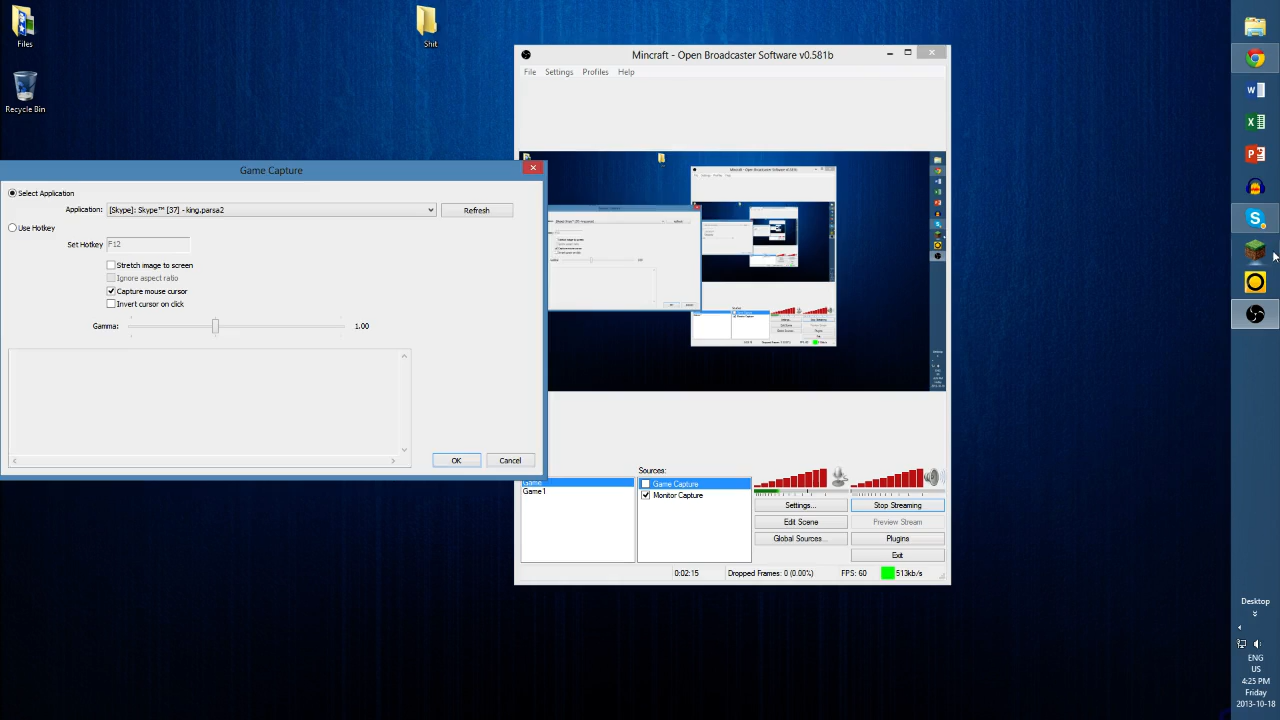 Files
Recycle Bin
Shit
Mincraft - Open Broadcaster Software v0.581b
File Settings Profiles Help
Game Capture
Select Application
Application: [Skype]: Skype™ [37] - king.parsa2
Refresh
Use Hotkey
Hotkey F12
Stretch image to screen
Ignore aspect ratio
Capture mouse cursor
Invert cursor on click
Gamma 1.00
OK Cancel
Game
Game1
Sources:
Game Capture
Monitor Capture
Settings... Stop Streaming
Edit Scene Preview Stream
Global Sources... Plugins
Exit
0:02:15 Dropped Frames: 0 (0.00%) FPS: 60 513kb/s
Desktop
ENG
US
4:25 PM
Friday
2013-10-18